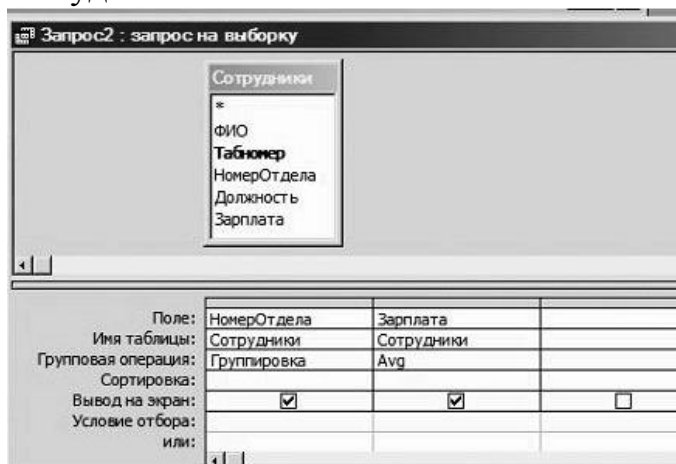 Запрос2 : запрос на выборку
Сотрудники
*
ФИО
Табномер
НомерОтдела
Должность
Зарплата
Поле: НомерОтдела Зарплата
Имя таблицы: Сотрудники Сотрудники
Групповая операция: Группировка Avg
Сортировка:
Вывод на экран:
Условие отбора:
или: